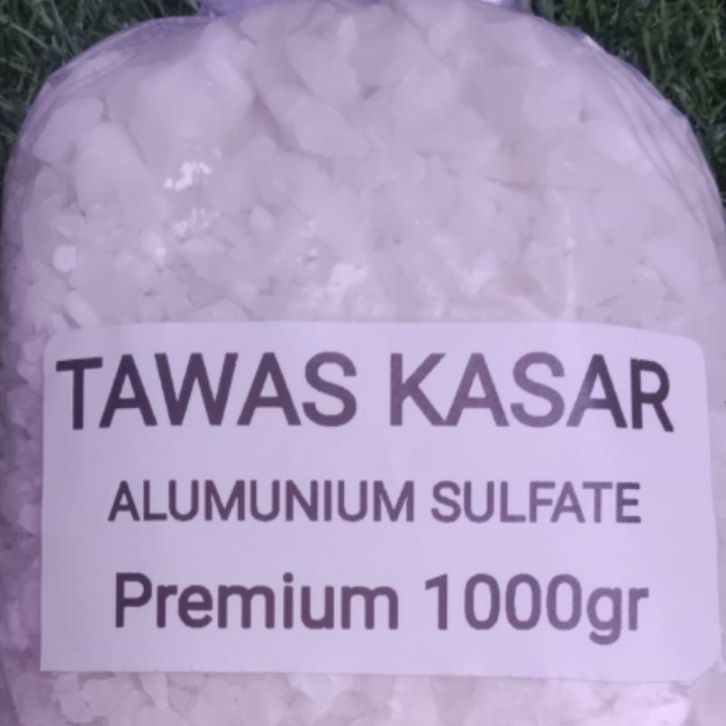 TAWAS KASAR
ALUMUNIUM SULFATE
Premium 1000gr